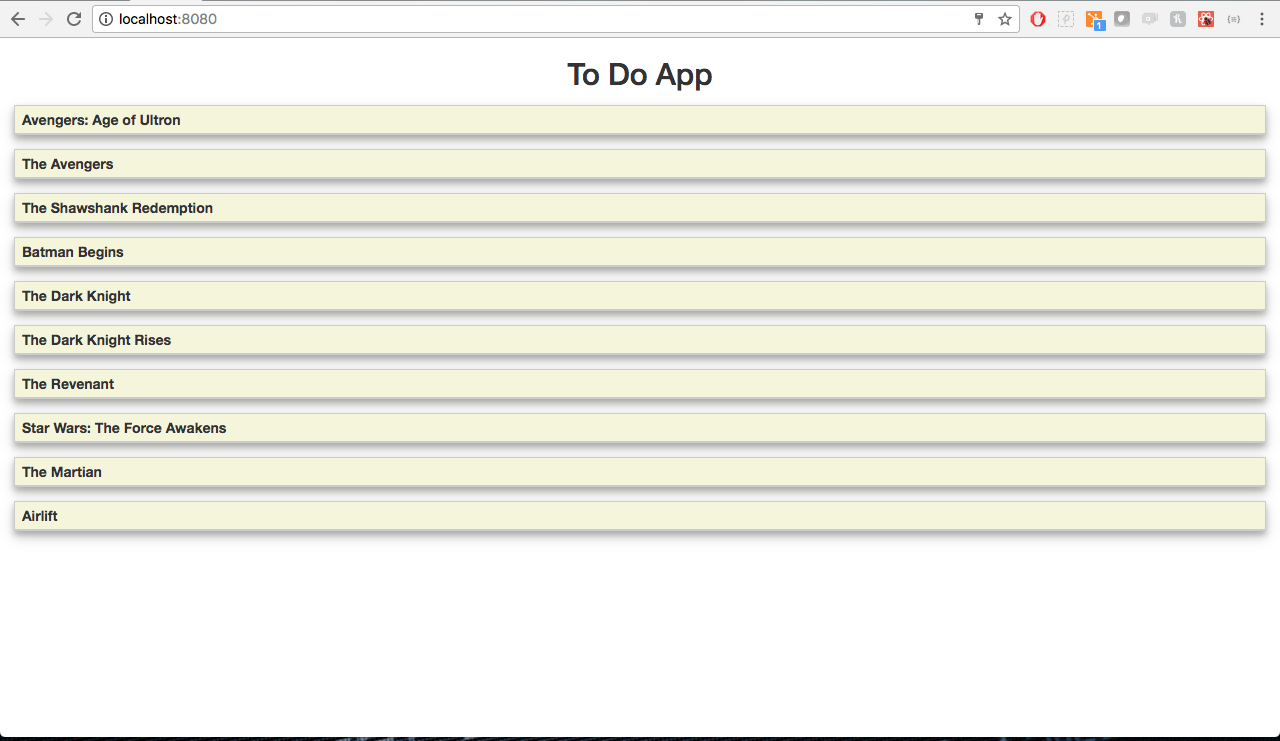 localhost:8080
1
To Do App
Avengers: Age of Ultron
The Avengers
The Shawshank Redemption
Batman Begins
The Dark Knight
The Dark Knight Rises
The Revenant
Star Wars: The Force Awakens
The Martian
Airlift